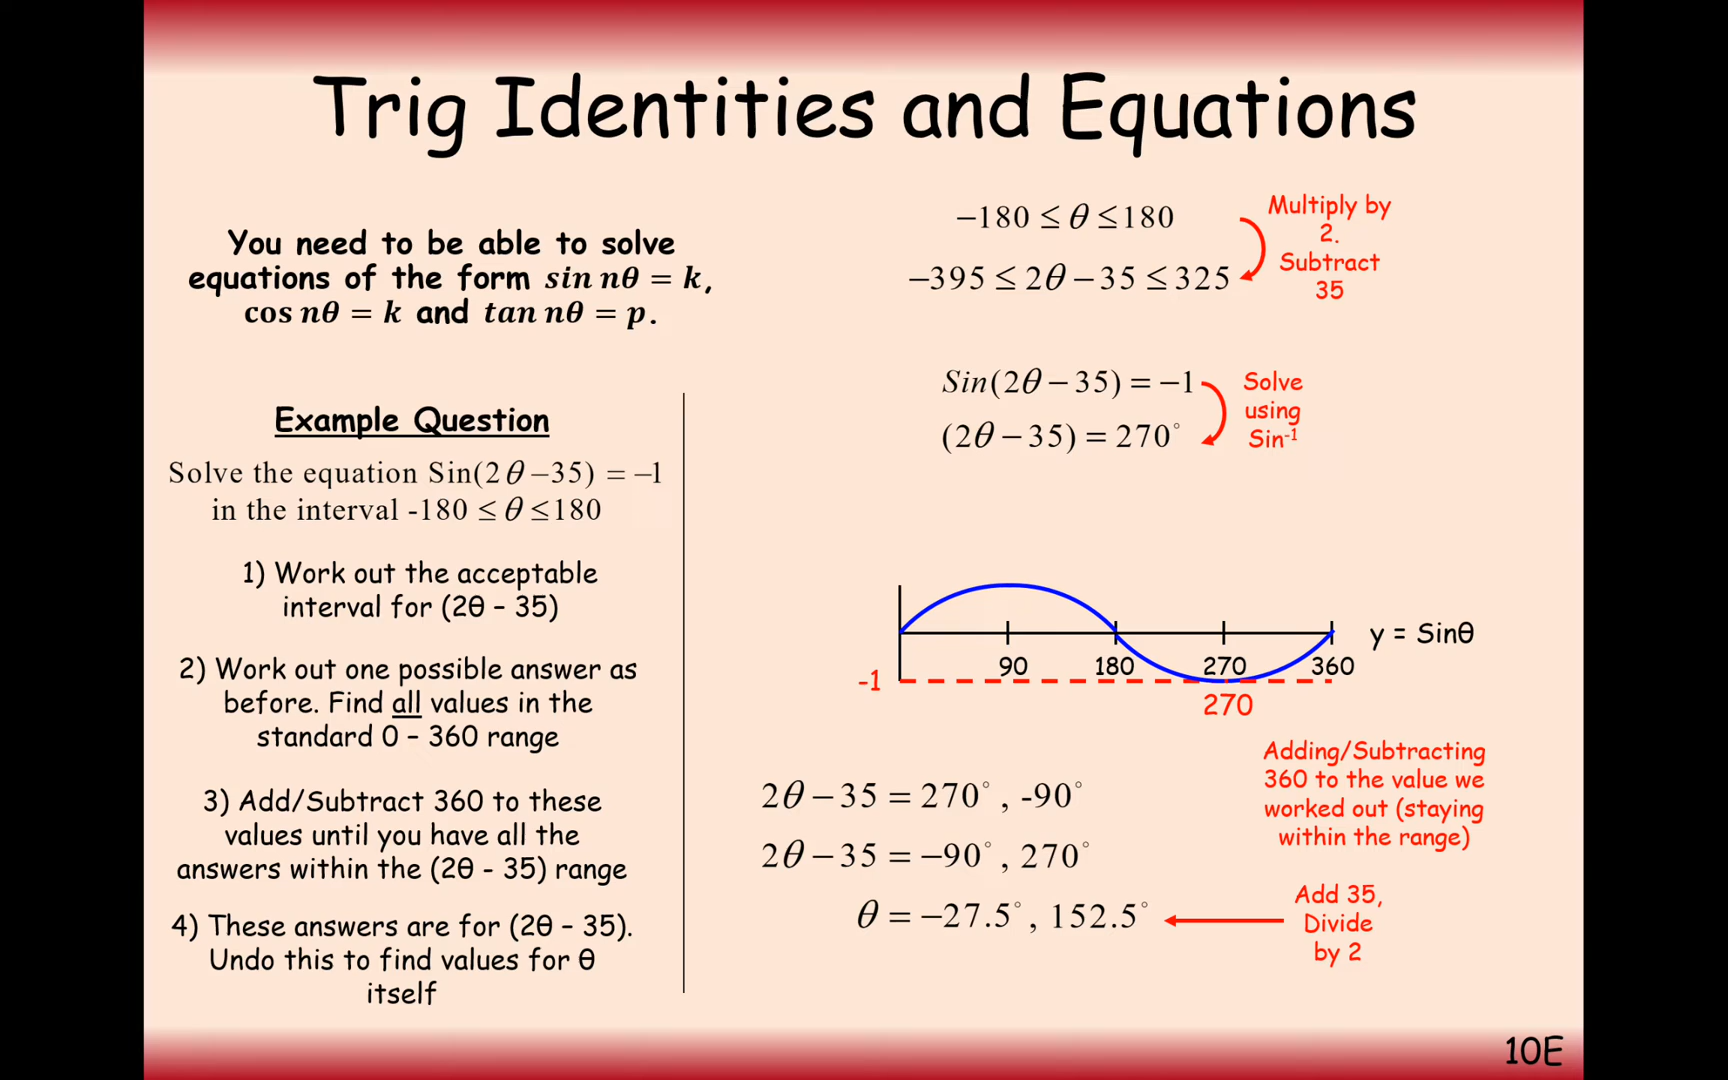 Trig Identities and Equations
You need to be able to solve
equations of the form sin nθ = k,
cos nθ = k and tan nθ = p.
Example Question
Solve the equation Sin(2θ−35) = −1
in the interval -180 ≤ θ ≤180
1) Work out the acceptable
interval for (2θ – 35)
2) Work out one possible answer as
before. Find all values in the
standard 0 – 360 range
3) Add/Subtract 360 to these
values until you have all the
answers within the (2θ - 35) range
4) These answers are for (2θ – 35).
Undo this to find values for θ
itself
−180 ≤ θ ≤180
−395 ≤ 2θ − 35 ≤ 325
Multiply by
2.
Subtract
35
Sin(2θ − 35) = −1
(2θ − 35) = 270°
Solve
using
Sin⁻¹
y = Sinθ
90 180 270 360
-1
270
2θ − 35 = 270° , -90°
2θ − 35 = −90° , 270°
θ = −27.5° , 152.5°
Adding/Subtracting
360 to the value we
worked out (staying
within the range)
Add 35,
Divide
by 2
10E